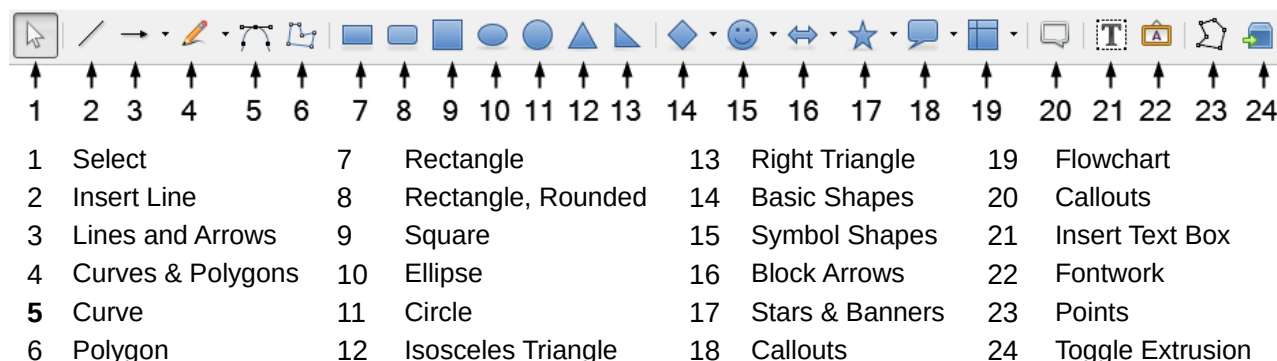 T
A
1 2 3 4 5 6 7 8 9 10 11 12 13 14 15 16 17 18 19 20 21 22 23 24
1 Select 7 Rectangle 13 Right Triangle 19 Flowchart
2 Insert Line 8 Rectangle, Rounded 14 Basic Shapes 20 Callouts
3 Lines and Arrows 9 Square 15 Symbol Shapes 21 Insert Text Box
4 Curves & Polygons 10 Ellipse 16 Block Arrows 22 Fontwork
5 Curve 11 Circle 17 Stars & Banners 23 Points
6 Polygon 12 Isosceles Triangle 18 Callouts 24 Toggle Extrusion